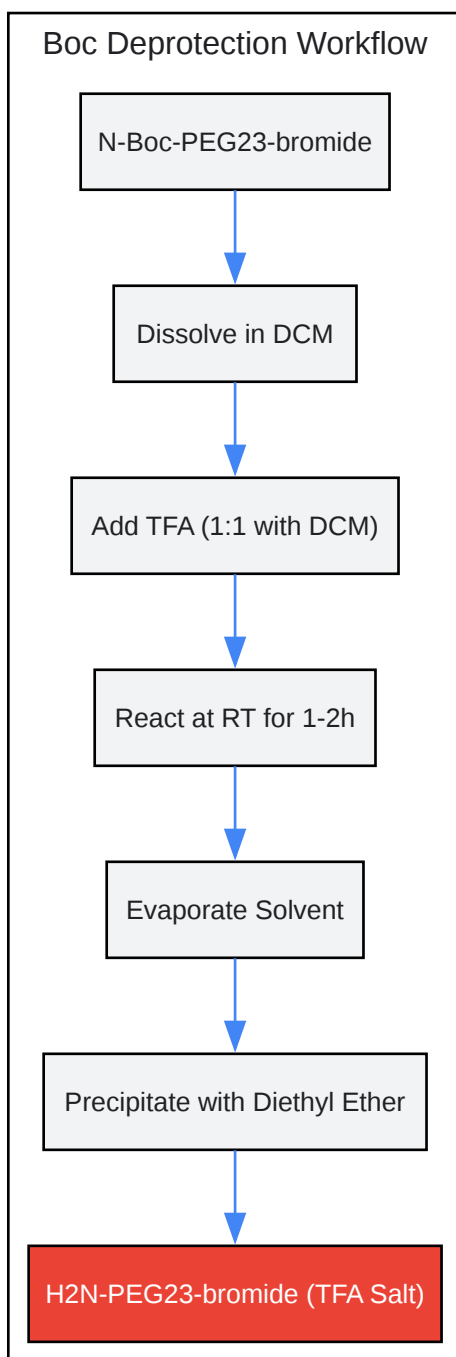 Boc Deprotection Workflow
N-Boc-PEG23-bromide
Dissolve in DCM
Add TFA (1:1 with DCM)
React at RT for 1-2h
Evaporate Solvent
Precipitate with Diethyl Ether
H2N-PEG23-bromide (TFA Salt)